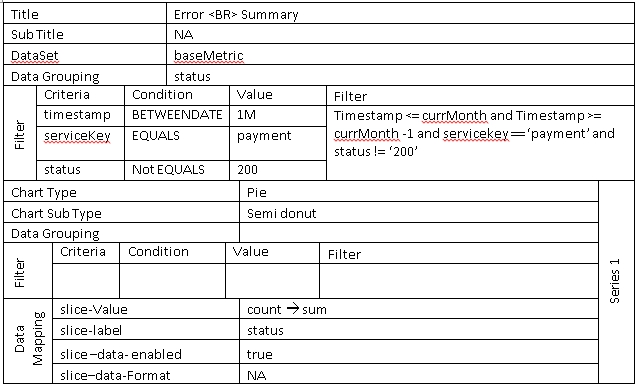 Title Error <BR> Summary
Sub Title NA
DataSet baseMetric
Data Grouping status
Filter
Criteria Condition Value Filter
timestamp BETWEENDATE 1M Timestamp <= currMonth and Timestamp >=
serviceKey EQUALS payment currMonth -1 and servicekey == ‘payment’ and
status != ‘200’
status Not EQUALS 200
Chart Type Pie
Chart Sub Type Semi donut
Data Grouping
Series 1
Filter
Criteria Condition Value Filter
Data
Mapping
slice-Value count → sum
slice-label status
slice –data- enabled true
slice–data-Format NA